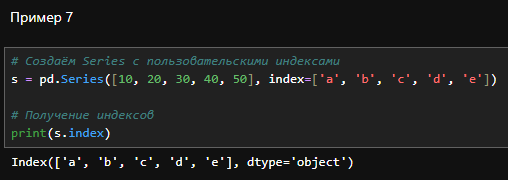 Пример 7
# Создаём Series с пользовательскими индексами
s = pd.Series([10, 20, 30, 40, 50], index=['a', 'b', 'c', 'd', 'e'])
# Получение индексов
print(s.index)
Index(['a', 'b', 'c', 'd', 'e'], dtype='object')